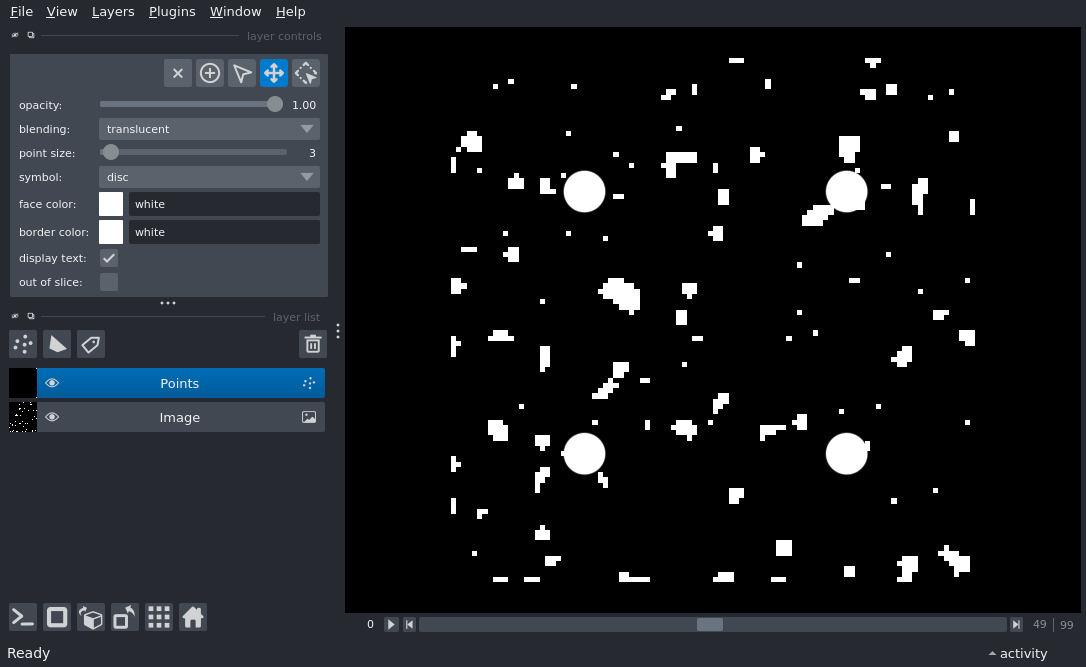 File View Layers Plugins Window Help
layer controls
opacity: 1.00
blending: translucent
point size: 3
symbol: disc
face color: white
border color: white
display text:
out of slice:
layer list
Points
Image
0 49 | 99
Ready activity